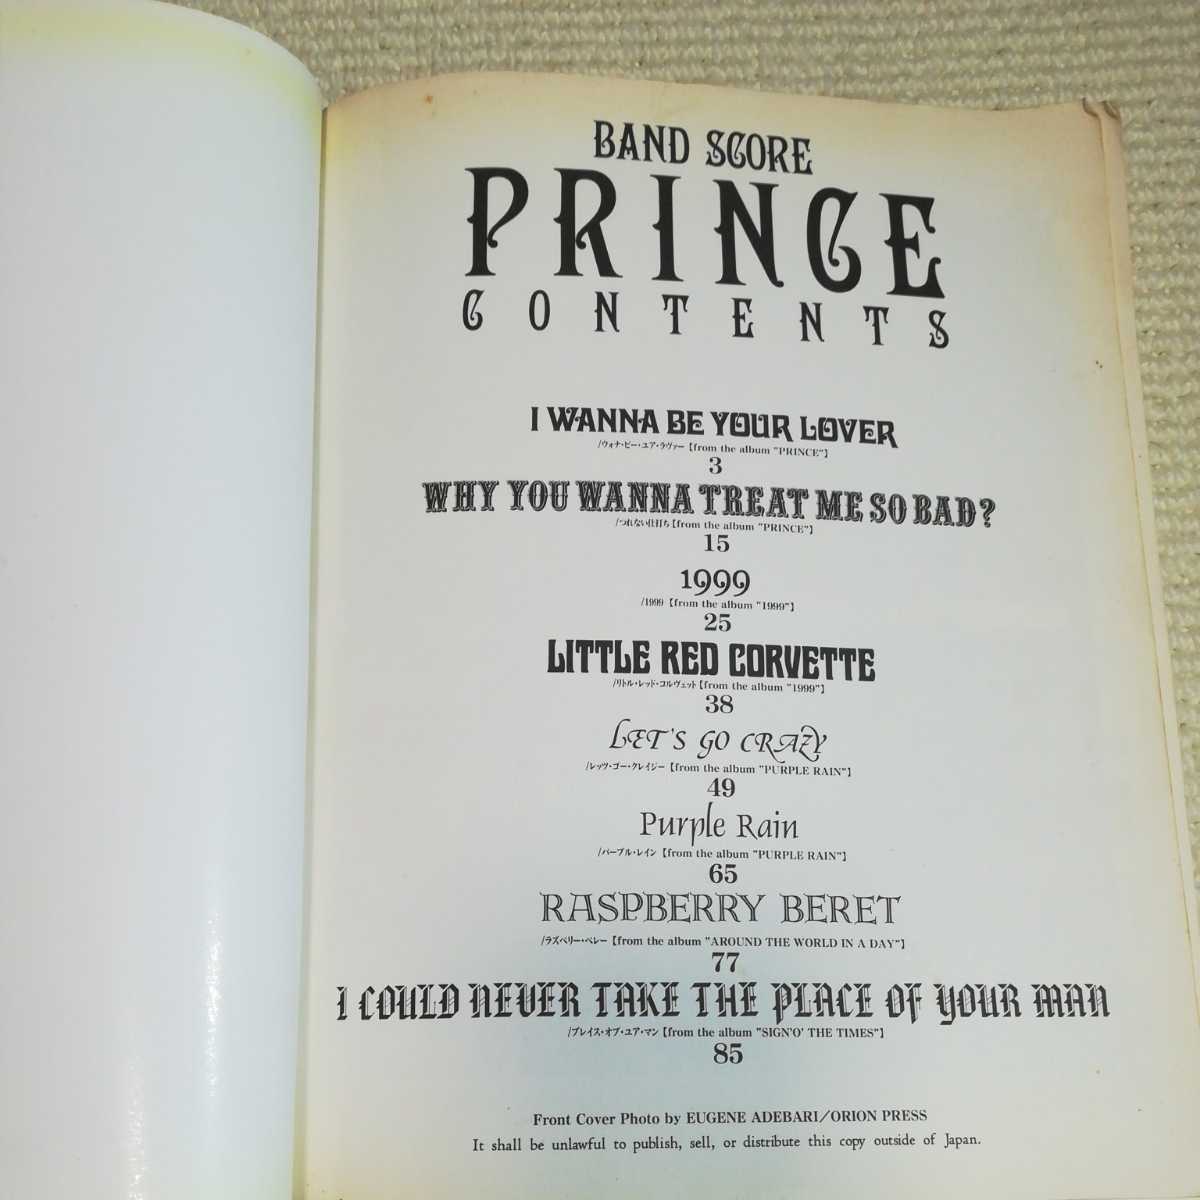 BAND SCORE
PRINCE
CONTENTS
I WANNA BE YOUR LOVER
/ウォナ・ビー・ユア・ラヴァー【from the album "PRINCE"】
3
WHY YOU WANNA TREAT ME SO BAD?
/つれない仕打ち【from the album "PRINCE"】
15
1999
/1999【from the album "1999"】
25
LITTLE RED CORVETTE
/リトル・レッド・コルヴェット【from the album "1999"】
38
LET'S GO CRAZY
/レッツ・ゴー・クレイジー【from the album "PURPLE RAIN"】
49
Purple Rain
/パープル・レイン【from the album "PURPLE RAIN"】
65
RASPBERRY BERET
/ラズベリー・ベレー【from the album "AROUND THE WORLD IN A DAY"】
77
I COULD NEVER TAKE THE PLACE OF YOUR MAN
/プレイス・オブ・ユア・マン【from the album "SIGN'O' THE TIMES"】
85
Front Cover Photo by EUGENE ADEBARI/ORION PRESS
It shall be unlawful to publish, sell, or distribute this copy outside of Japan.